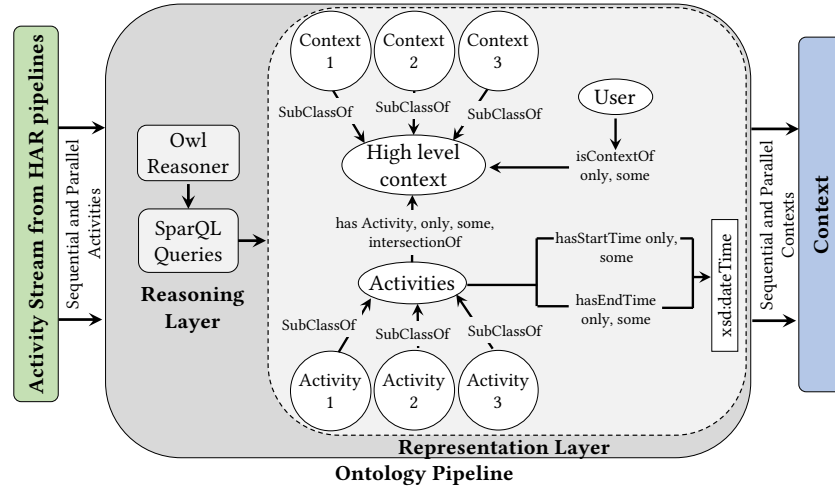 Activity Stream from HAR pipelines
Sequential and Parallel
Activities
Owl
Reasoner
SparQL
Queries
Reasoning
Layer
Context
1
Context
2
Context
3
SubClassOf
SubClassOf
SubClassOf
High level
context
User
isContextOf
only, some
has Activity, only, some,
intersectionOf
Activities
hasStartTime only,
some
hasEndTime
only, some
xsd:dateTime
SubClassOf
SubClassOf
SubClassOf
Activity
1
Activity
2
Activity
3
Representation Layer
Ontology Pipeline
Sequential and Parallel
Contexts
Context